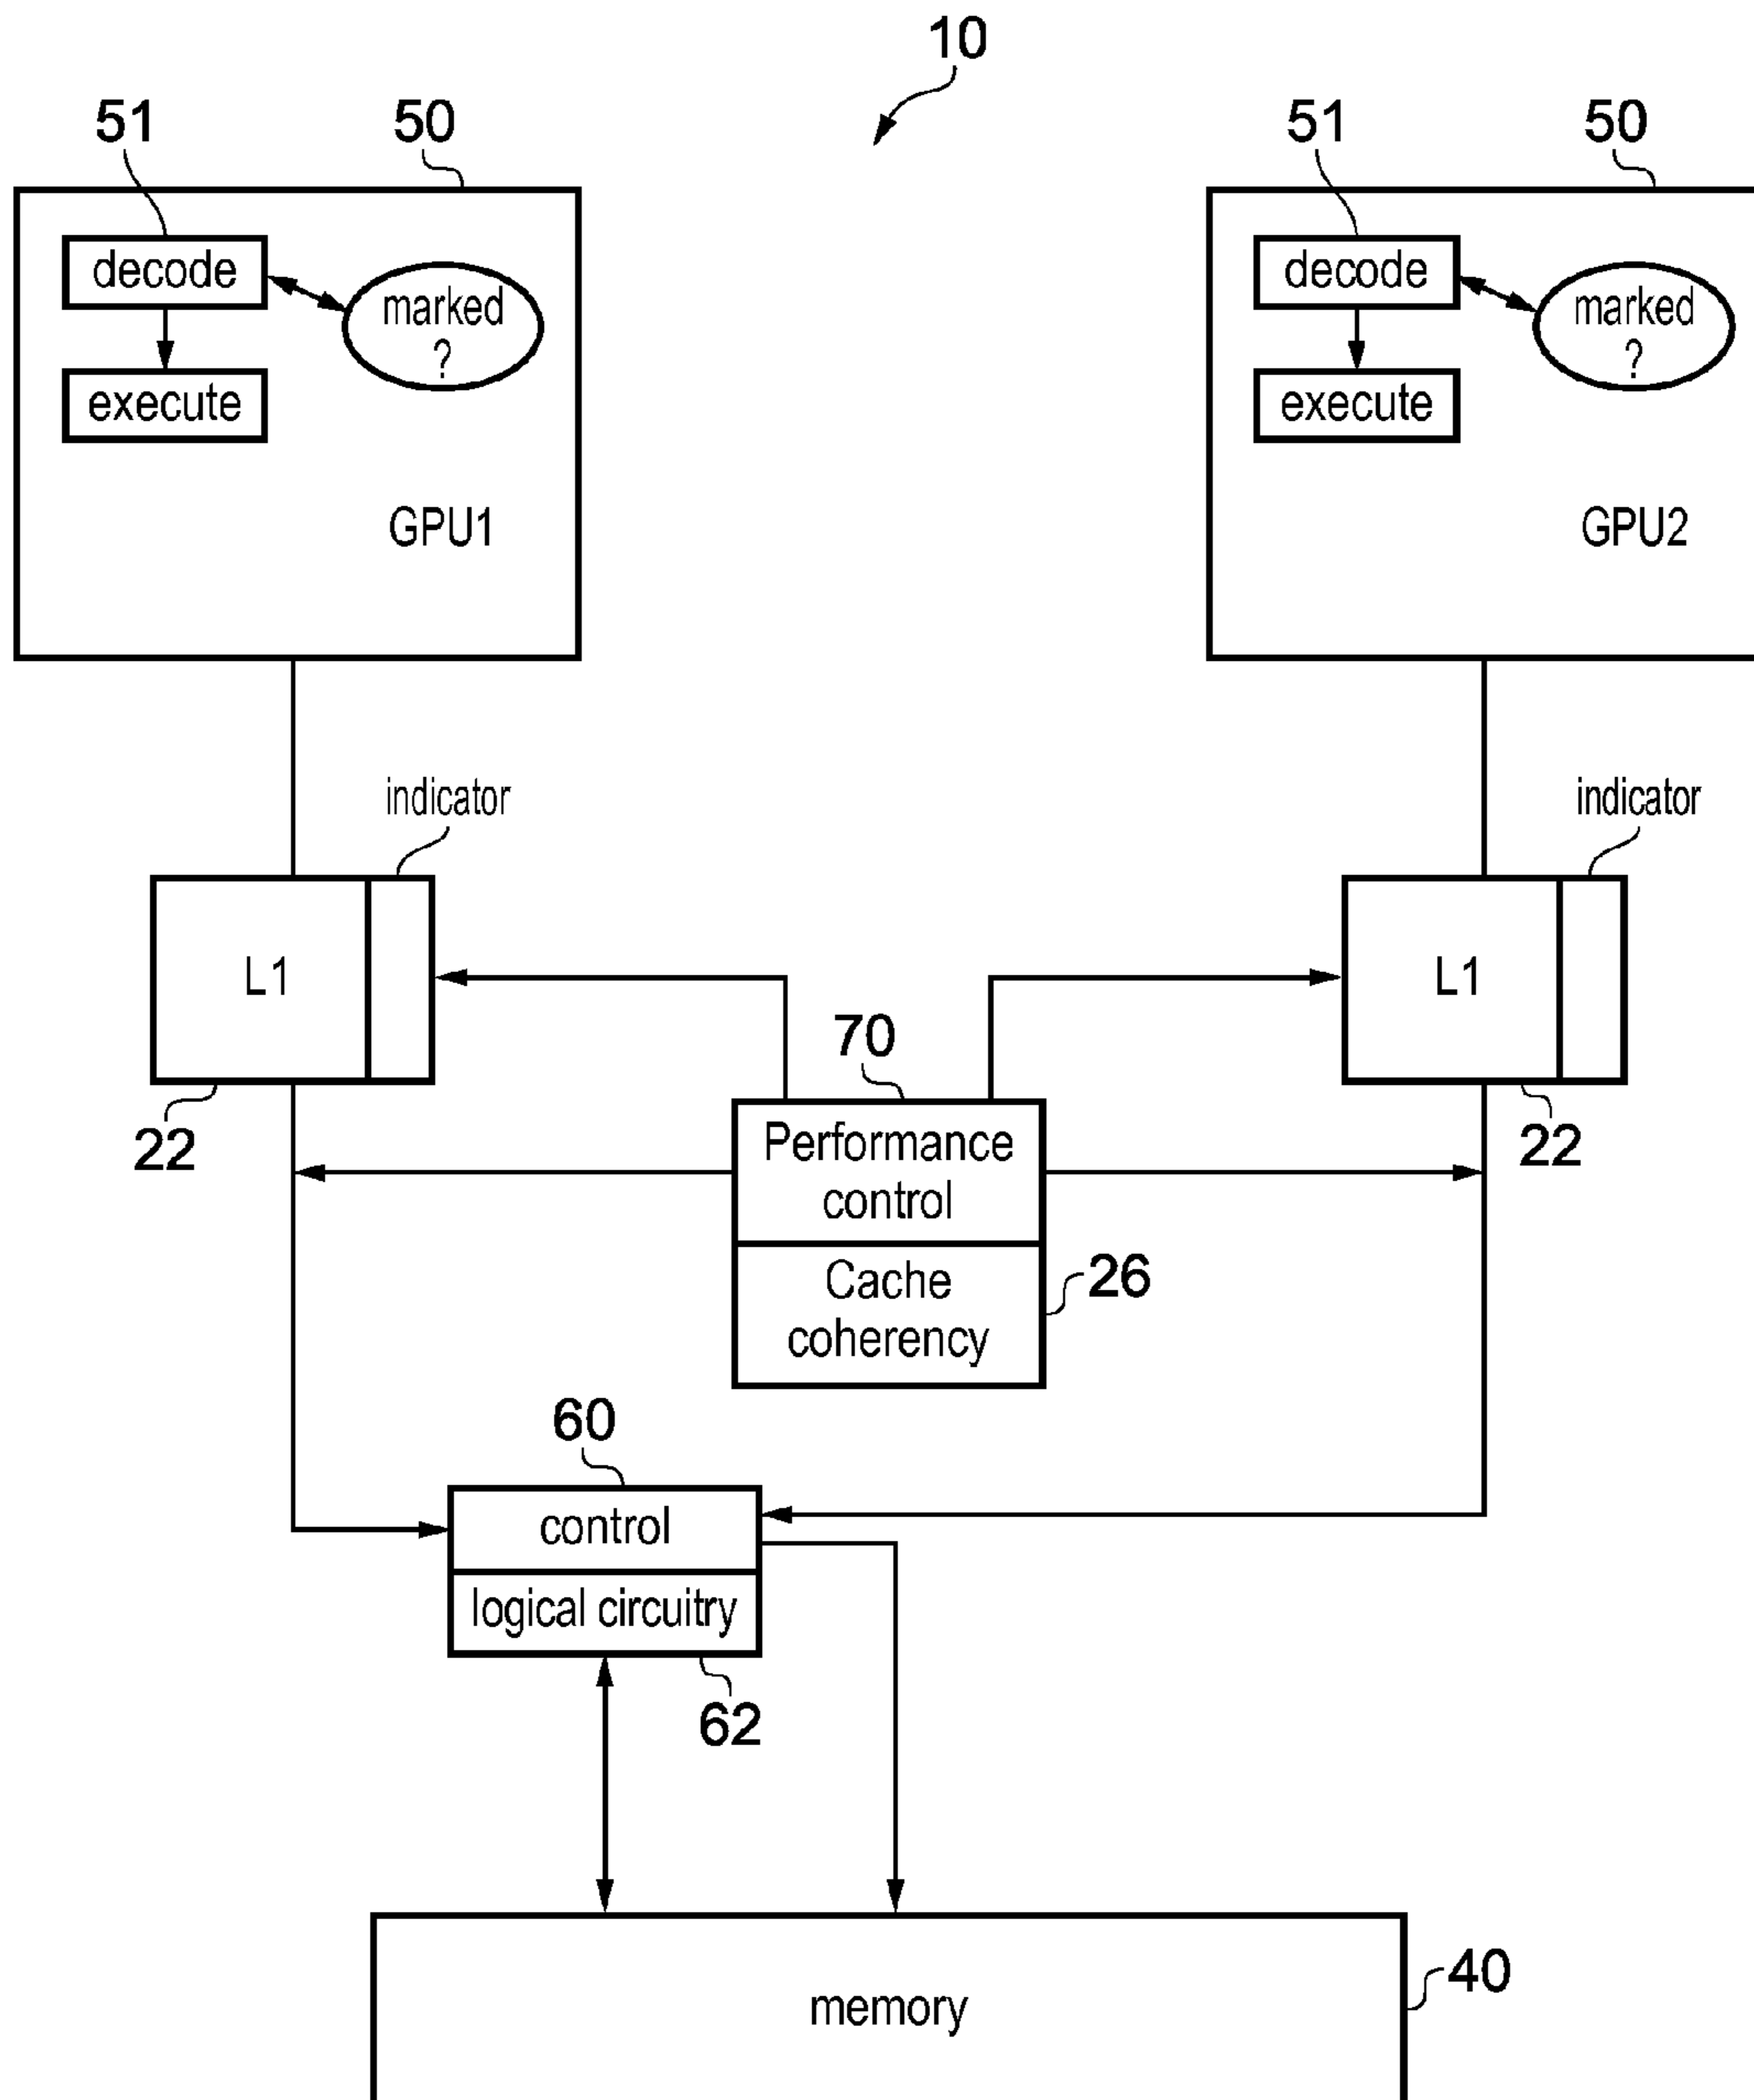 10
51
50
51
50
decode
marked
?
execute
GPU1
decode
marked
?
execute
GPU2
indicator
indicator
L1
L1
22
22
70
Performance
control
Cache
coherency
26
60
control
logical circuitry
62
memory
40